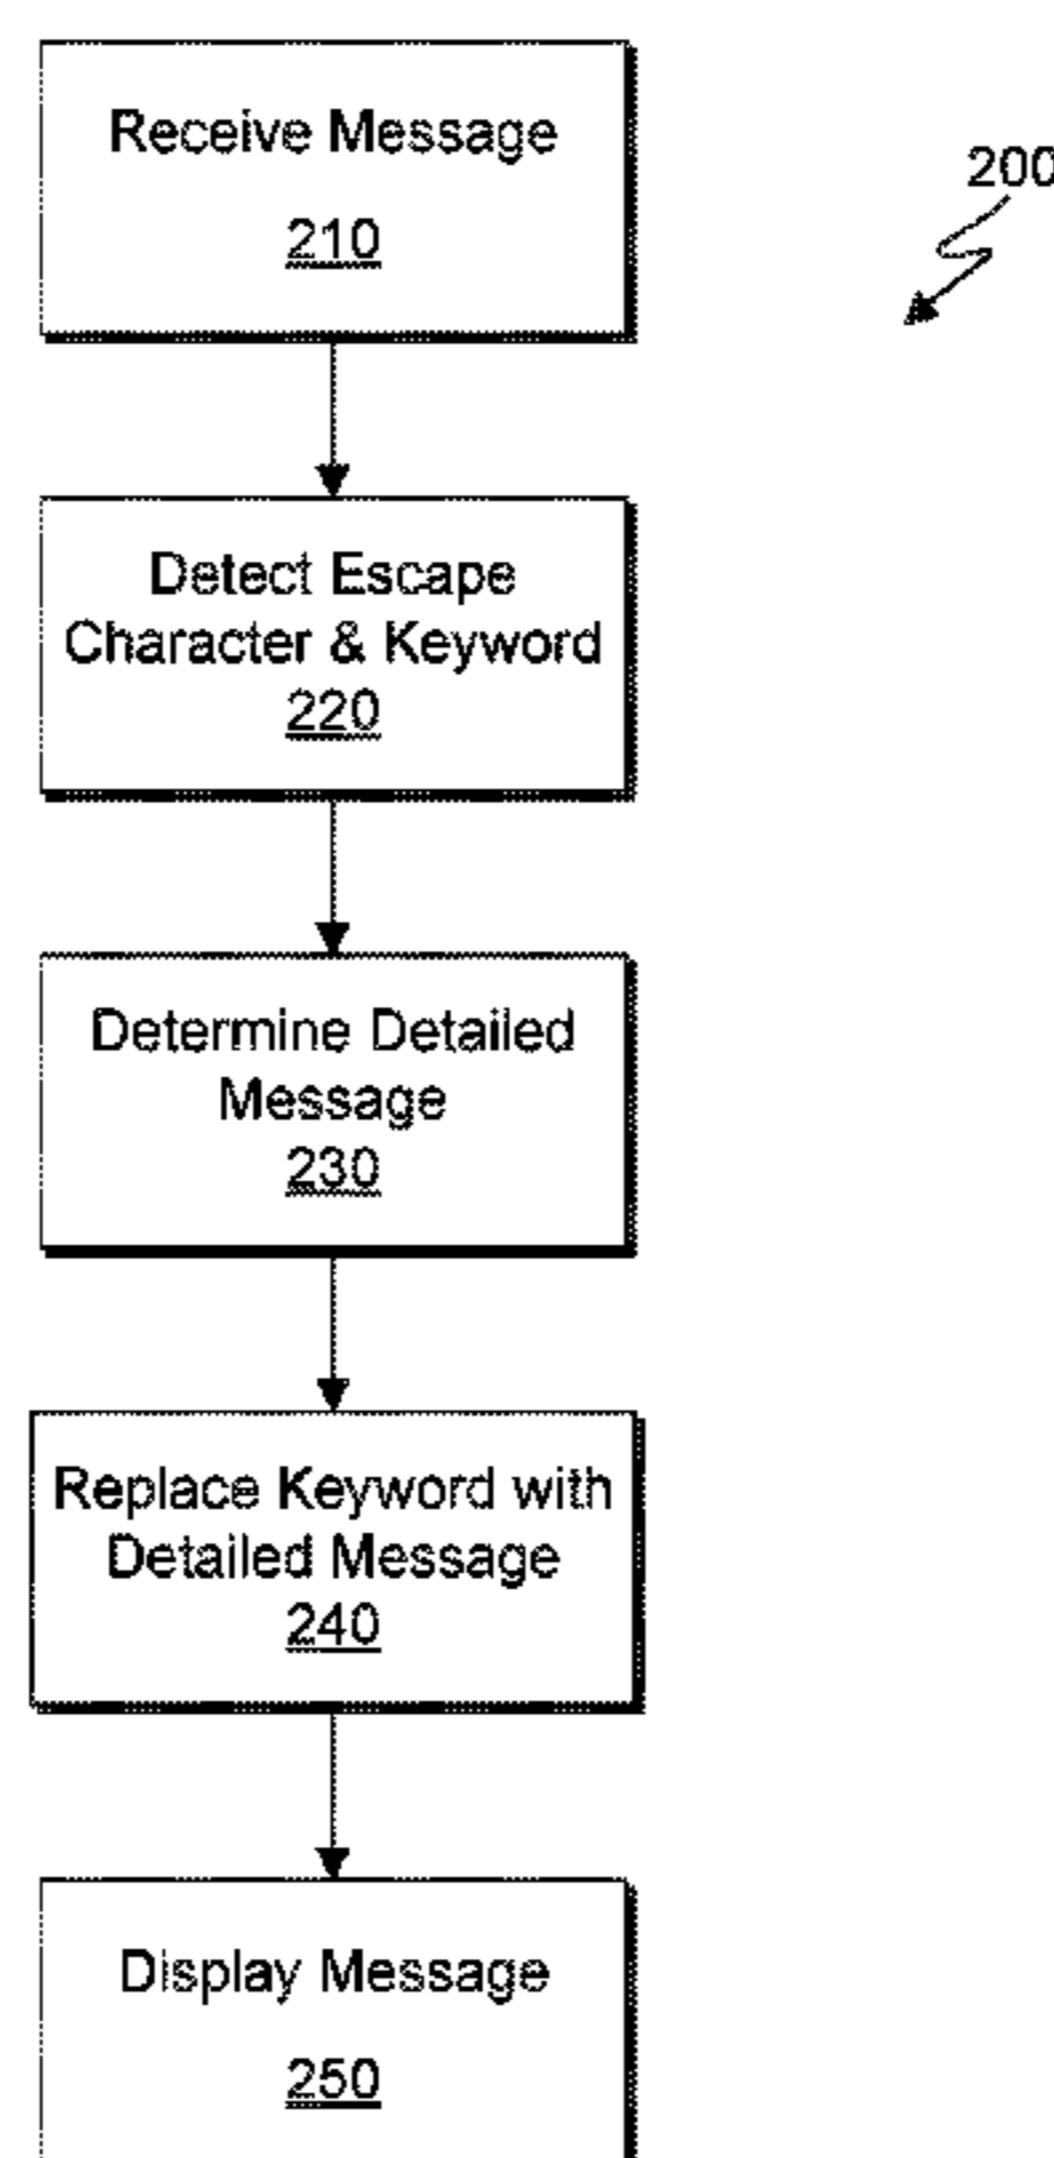 Receive Message
210
200
Detect Escape
Character & Keyword
220
Determine Detailed
Message
230
Replace Keyword with
Detailed Message
240
Display Message
250